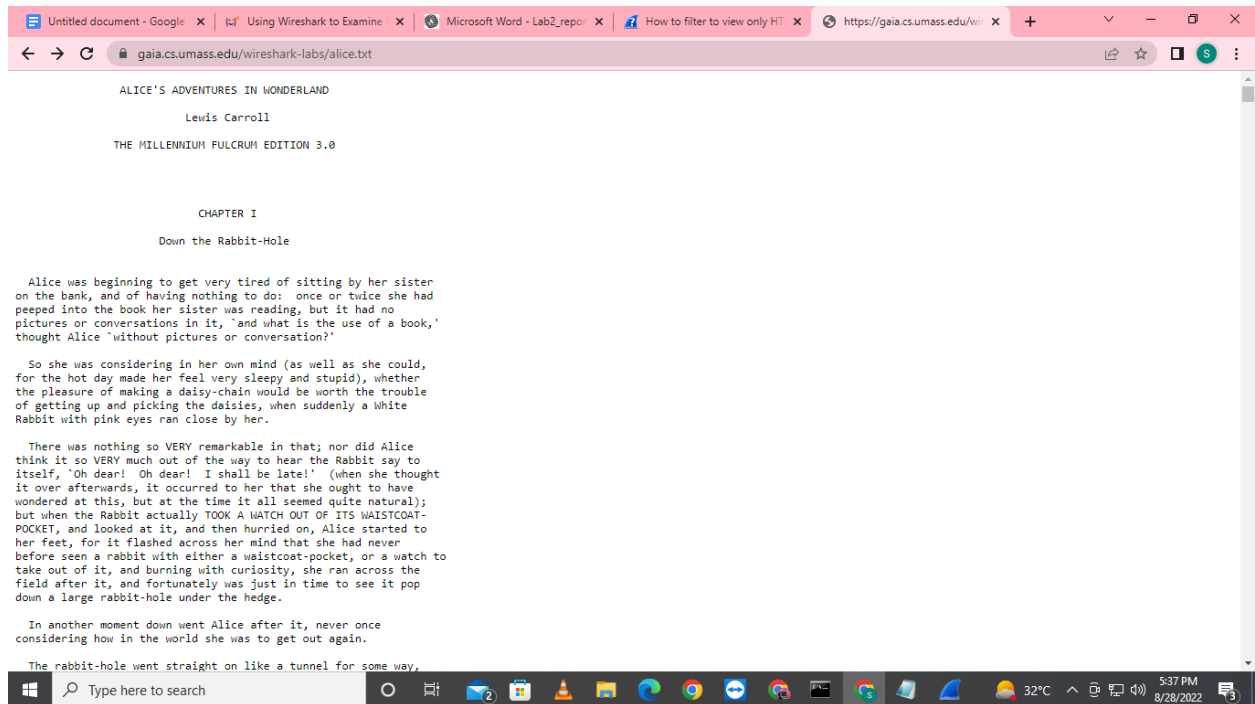 Untitled document - Google
Using Wireshark to Examine
Microsoft Word - Lab2_repor
How to filter to view only HT
https://gaia.cs.umass.edu/wir
gaia.cs.umass.edu/wireshark-labs/alice.txt
S
ALICE'S ADVENTURES IN WONDERLAND
Lewis Carroll
THE MILLENNIUM FULCRUM EDITION 3.0
CHAPTER I
Down the Rabbit-Hole
Alice was beginning to get very tired of sitting by her sister
on the bank, and of having nothing to do:  once or twice she had
peeped into the book her sister was reading, but it had no
pictures or conversations in it, `and what is the use of a book,'
thought Alice `without pictures or conversation?'
So she was considering in her own mind (as well as she could,
for the hot day made her feel very sleepy and stupid), whether
the pleasure of making a daisy-chain would be worth the trouble
of getting up and picking the daisies, when suddenly a White
Rabbit with pink eyes ran close by her.
There was nothing so VERY remarkable in that; nor did Alice
think it so VERY much out of the way to hear the Rabbit say to
itself, `Oh dear!  Oh dear!  I shall be late!'  (when she thought
it over afterwards, it occurred to her that she ought to have
wondered at this, but at the time it all seemed quite natural);
but when the Rabbit actually TOOK A WATCH OUT OF ITS WAISTCOAT-
POCKET, and looked at it, and then hurried on, Alice started to
her feet, for it flashed across her mind that she had never
before seen a rabbit with either a waistcoat-pocket, or a watch to
take out of it, and burning with curiosity, she ran across the
field after it, and fortunately was just in time to see it pop
down a large rabbit-hole under the hedge.
In another moment down went Alice after it, never once
considering how in the world she was to get out again.
The rabbit-hole went straight on like a tunnel for some way,
Type here to search
2
S
32°C
5:37 PM
8/28/2022
3